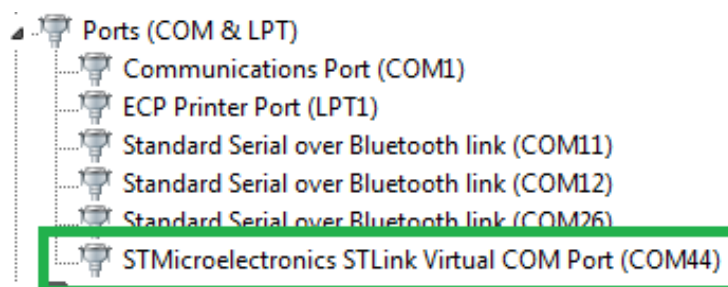 Ports (COM & LPT)
Communications Port (COM1)
ECP Printer Port (LPT1)
Standard Serial over Bluetooth link (COM11)
Standard Serial over Bluetooth link (COM12)
Standard Serial over Bluetooth link (COM26)
STMicroelectronics STLink Virtual COM Port (COM44)